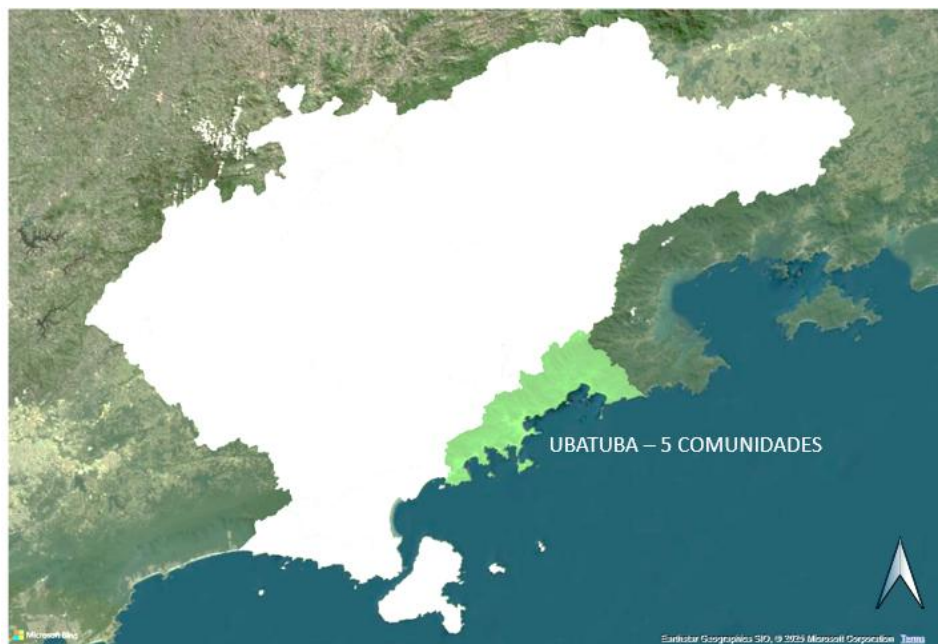 UBATUBA – 5 COMUNIDADES
Microsoft Bing
Earthstar Geographics SIO, © 2025 Microsoft Corporation Terms